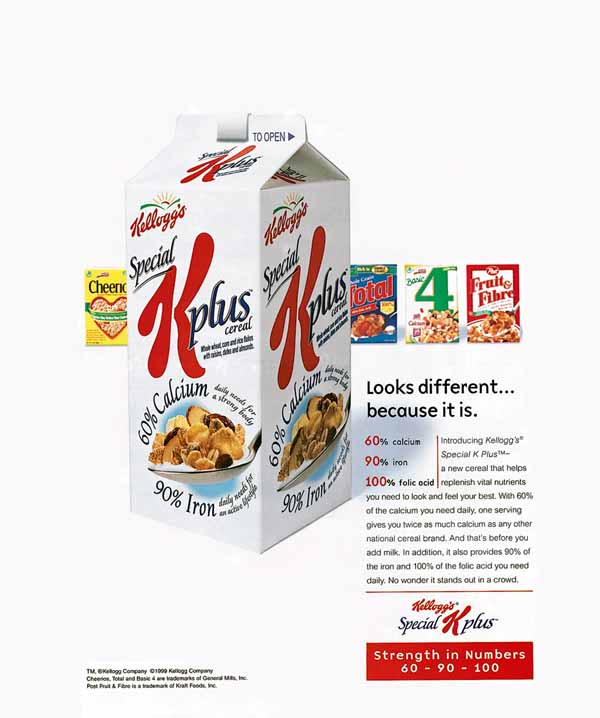 TO OPEN
Special K plus
Kellogg's
Special
K plus
cereal
Whole wheat, corn and rice flakes
with raisins, dates and almonds.
60% Calcium
daily needs for
a strong body
90% Iron
daily needs for
an active lifestyle
Kellogg's
Special
K plus
cereal
60% Calcium
daily needs for
a strong body
90% Iron
daily needs for
an active lifestyle
Total
Basic
4
Calcium
Post
Fruit &
Fibre
Looks different...
because it is.
60% calcium
90% iron
100% folic acid
Introducing Kellogg's®
Special K Plus™–
a new cereal that helps
replenish vital nutrients
you need to look and feel your best. With 60%
of the calcium you need daily, one serving
gives you twice as much calcium as any other
national cereal brand. And that's before you
add milk. In addition, it also provides 90% of
the iron and 100% of the folic acid you need
daily. No wonder it stands out in a crowd.
Kellogg's®
Special K plus™
Strength in Numbers
60 - 90 - 100
TM, ®Kellogg Company ©1999 Kellogg Company
Cheerios, Total and Basic 4 are trademarks of General Mills, Inc.
Post Fruit & Fibre is a trademark of Kraft Foods, Inc.